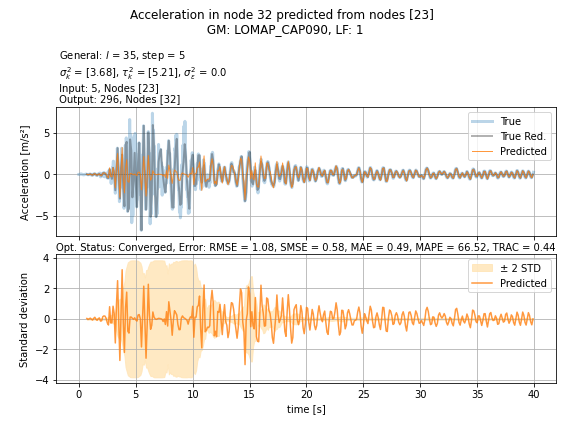 Acceleration in node 32 predicted from nodes [23]
GM: LOMAP_CAP090, LF: 1
General: l = 35, step = 5
σ²ₖ = [3.68], τ²ₖ = [5.21], σ²ε = 0.0
Input: 5, Nodes [23]
Output: 296, Nodes [32]
True
True Red.
Predicted
5
0
−5
Acceleration [m/s²]
Opt. Status: Converged, Error: RMSE = 1.08, SMSE = 0.58, MAE = 0.49, MAPE = 66.52, TRAC = 0.44
± 2 STD
Predicted
4
2
0
−2
−4
Standard deviation
0 5 10 15 20 25 30 35 40
time [s]